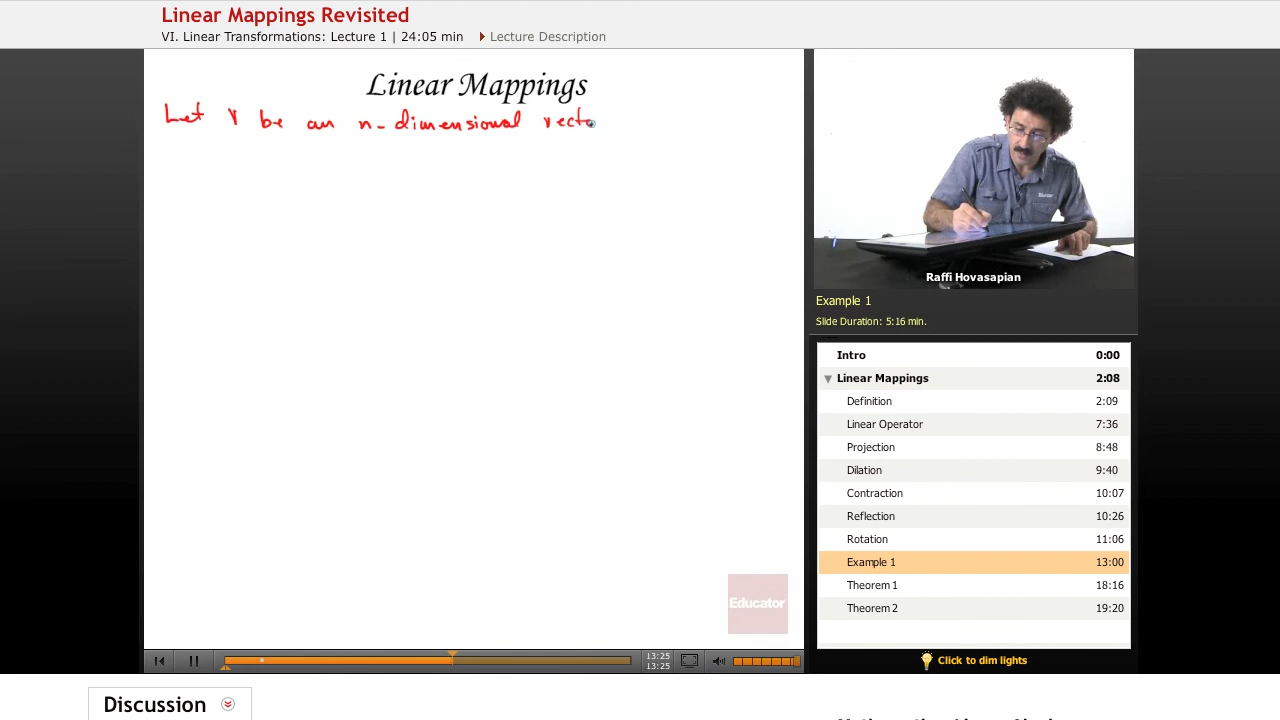 Linear Mappings Revisited
VI. Linear Transformations: Lecture 1 | 24:05 min Lecture Description
Linear Mappings
Let V be an n-dimensional vecto
Educator
Raffi Hovasapian
Example 1
Slide Duration: 5:16 min.
Intro 0:00
Linear Mappings 2:08
Definition 2:09
Linear Operator 7:36
Projection 8:48
Dilation 9:40
Contraction 10:07
Reflection 10:26
Rotation 11:06
Example 1 13:00
Theorem 1 18:16
Theorem 2 19:20
13:25
13:25
Click to dim lights
Discussion